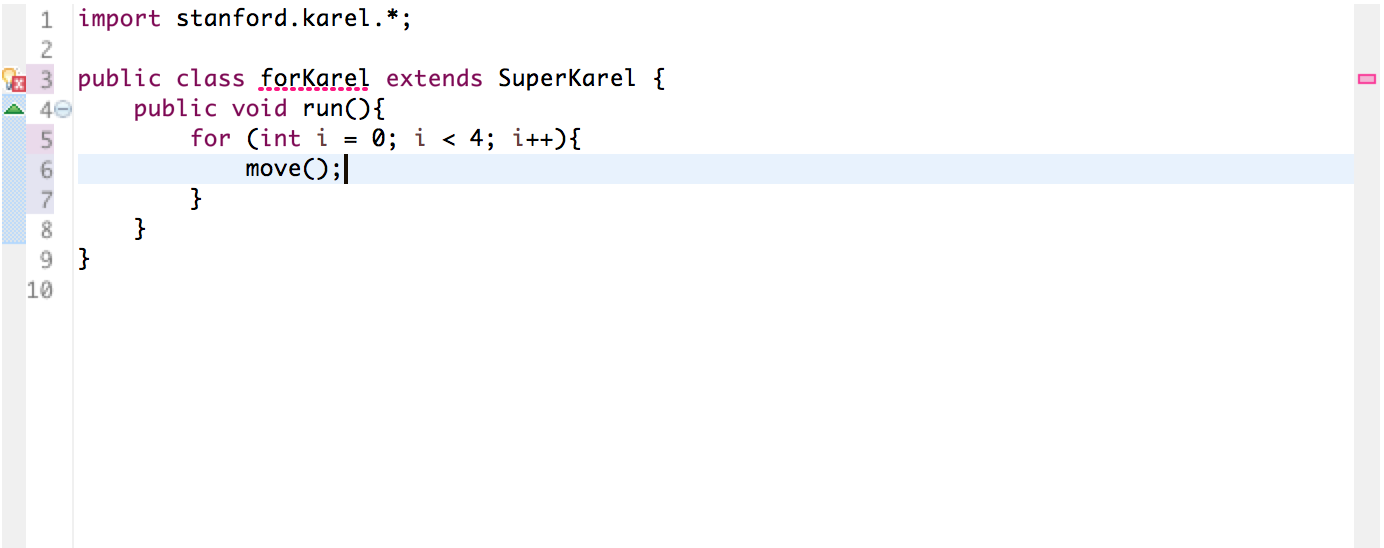 1 import stanford.karel.*;
2
3 public class forKarel extends SuperKarel {
4     public void run(){
5         for (int i = 0; i < 4; i++){
6             move();
7         }
8     }
9 }
10